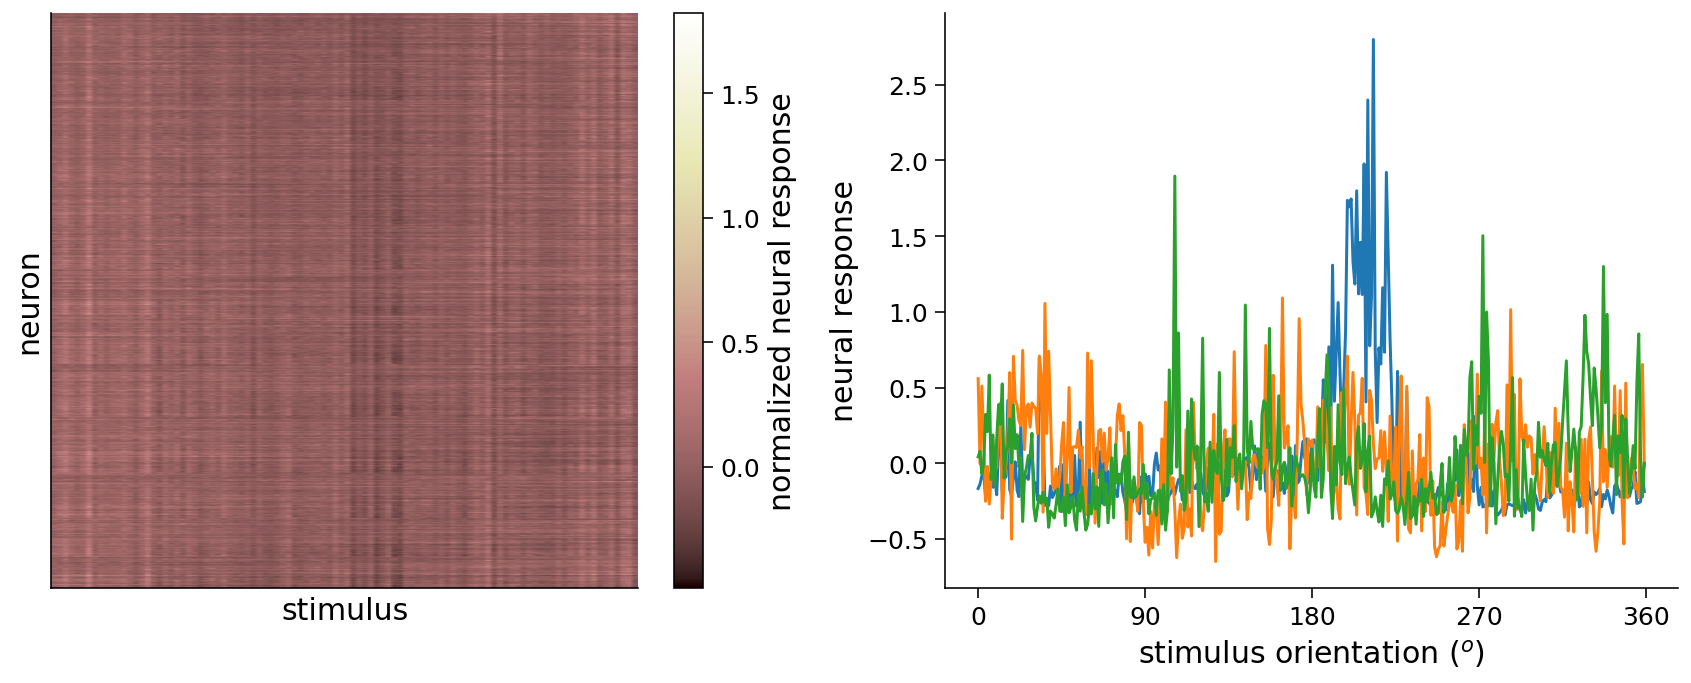 neuron
stimulus
1.5
1.0
0.5
0.0
normalized neural response
neural response
2.5
2.0
1.5
1.0
0.5
0.0
−0.5
0 90 180 270 360
stimulus orientation (o)